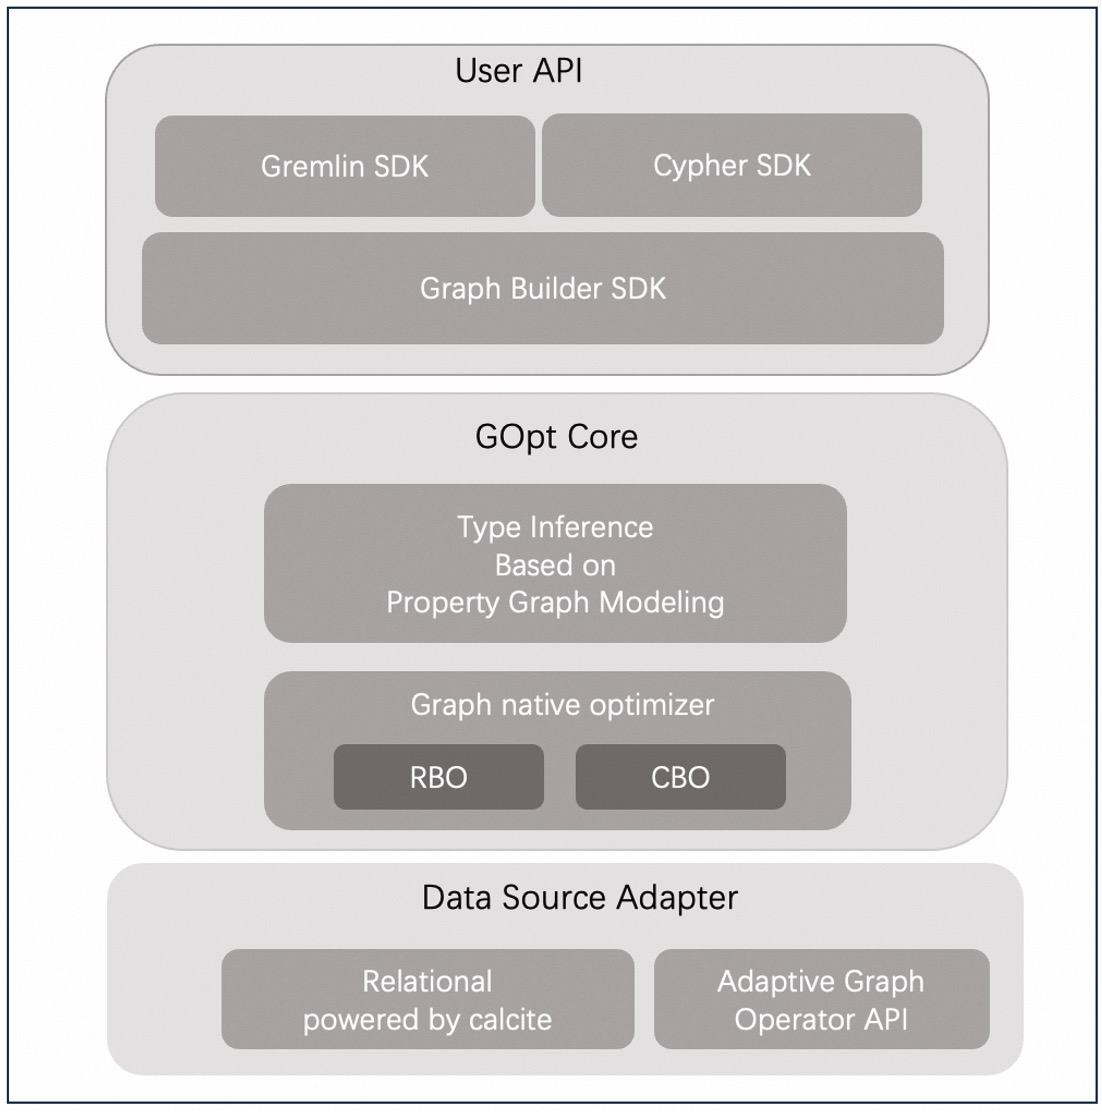 User API
Gremlin SDK
Cypher SDK
Graph Builder SDK
GOpt Core
Type Inference
Based on
Property Graph Modeling
Graph native optimizer
RBO
CBO
Data Source Adapter
Relational
powered by calcite
Adaptive Graph
Operator API